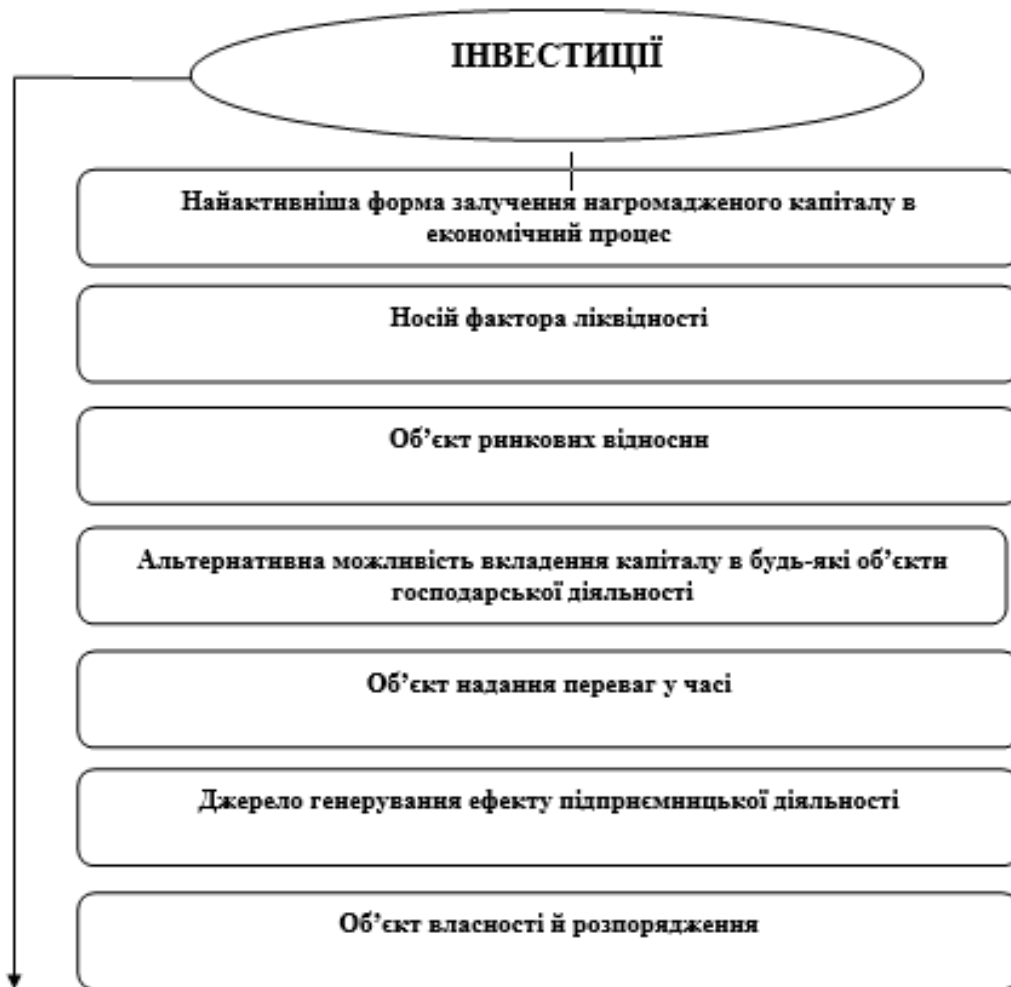 ІНВЕСТИЦІЇ
Найактивніша форма залучення нагромадженого капіталу в
економічний процес
Носій фактора ліквідності
Об’єкт ринкових відносин
Альтернативна можливість вкладення капіталу в будь-які об’єкти
господарської діяльності
Об’єкт надання переваг у часі
Джерело генерування ефекту підприємницької діяльності
Об’єкт власності й розпорядження